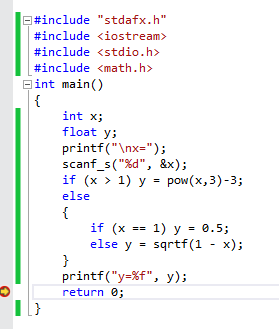 #include "stdafx.h"
#include <iostream>
#include <stdio.h>
#include <math.h>
int main()
{
int x;
float y;
printf("\nx=");
scanf_s("%d", &x);
if (x > 1) y = pow(x,3)-3;
else
{
if (x == 1) y = 0.5;
else y = sqrtf(1 - x);
}
printf("y=%f", y);
return 0;
}